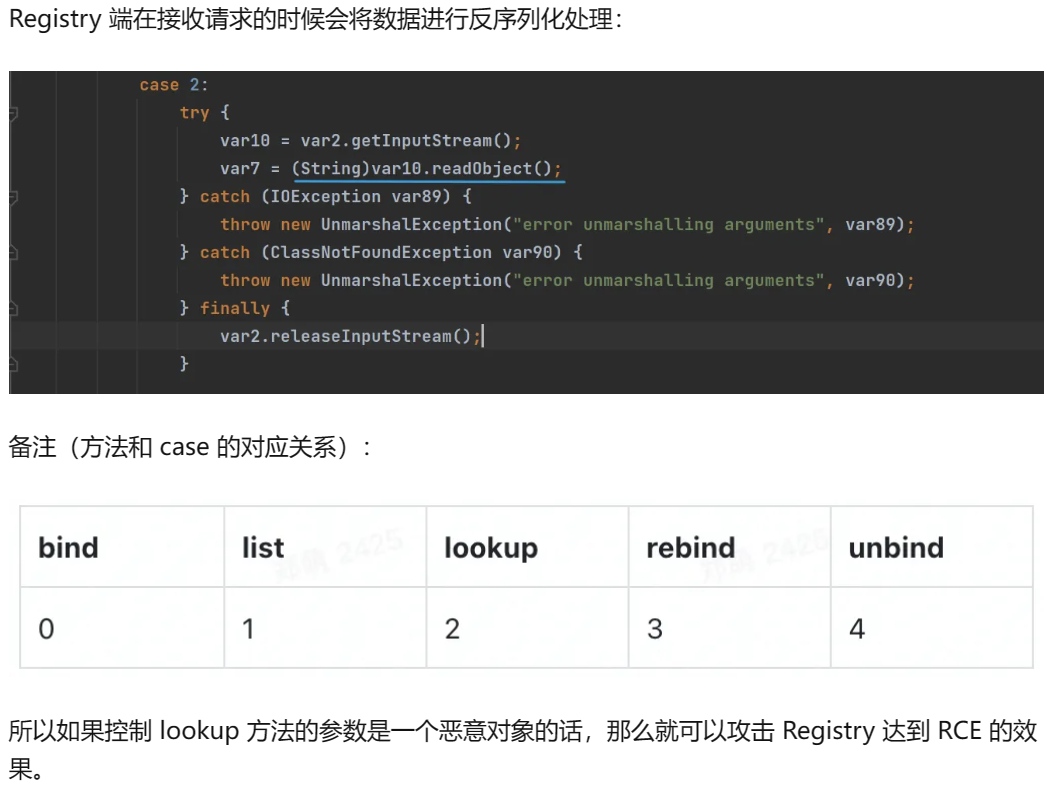 Registry 端在接收请求的时候会将数据进行反序列化处理：
case 2:
try {
var10 = var2.getInputStream();
var7 = (String)var10.readObject();
} catch (IOException var89) {
throw new UnmarshalException("error unmarshalling arguments", var89);
} catch (ClassNotFoundException var90) {
throw new UnmarshalException("error unmarshalling arguments", var90);
} finally {
var2.releaseInputStream();
}
备注（方法和 case 的对应关系）：
bind list lookup rebind unbind
0 1 2 3 4
所以如果控制 lookup 方法的参数是一个恶意对象的话，那么就可以攻击 Registry 达到 RCE 的效
果。